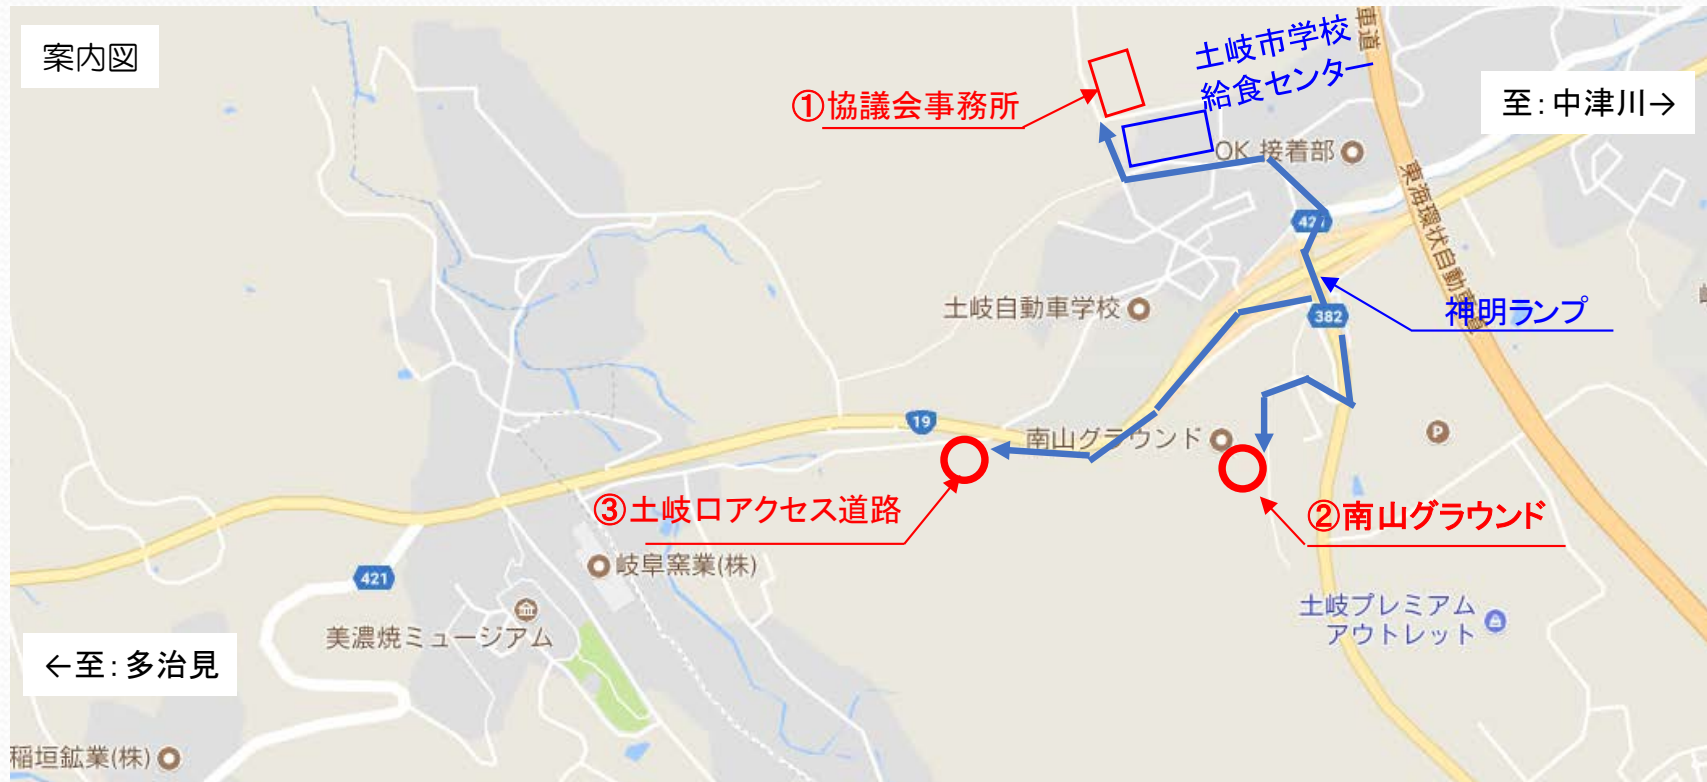 案内図
車道
土岐市学校
給食センター
①協議会事務所
至:中津川→
OK 接着部
東海環状自動車道
421
土岐自動車学校
神明ランプ
382
19
南山グラウンド
③土岐口アクセス道路
②南山グラウンド
岐阜窯業(株)
421
土岐プレミアム
アウトレット
美濃焼ミュージアム
←至:多治見
稲垣鉱業(株)
P